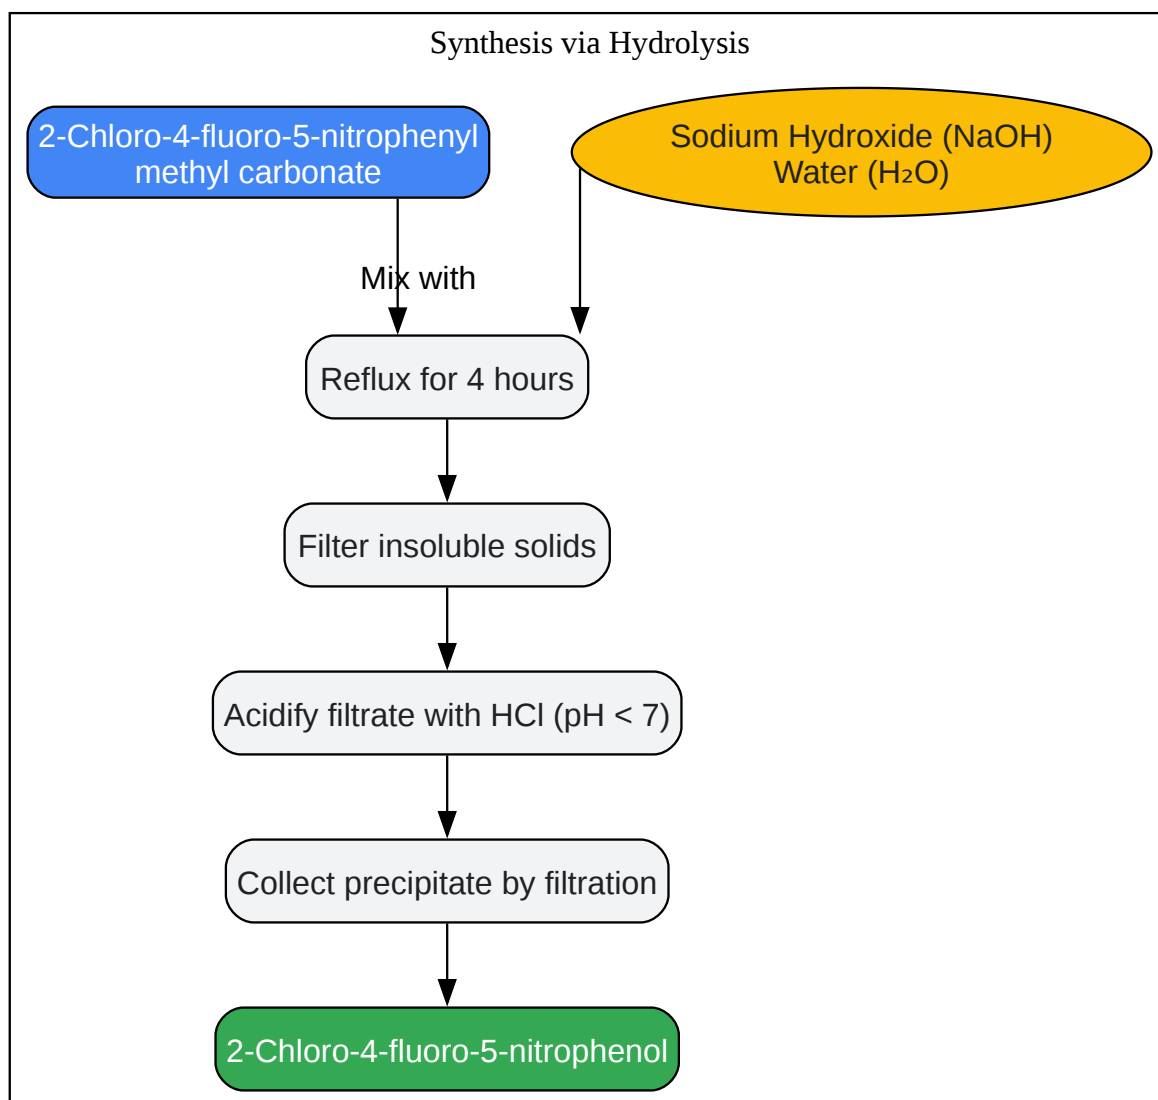 Synthesis via Hydrolysis
2-Chloro-4-fluoro-5-nitrophenyl
methyl carbonate
Sodium Hydroxide (NaOH)
Water (H₂O)
Mix with
Reflux for 4 hours
Filter insoluble solids
Acidify filtrate with HCl (pH < 7)
Collect precipitate by filtration
2-Chloro-4-fluoro-5-nitrophenol